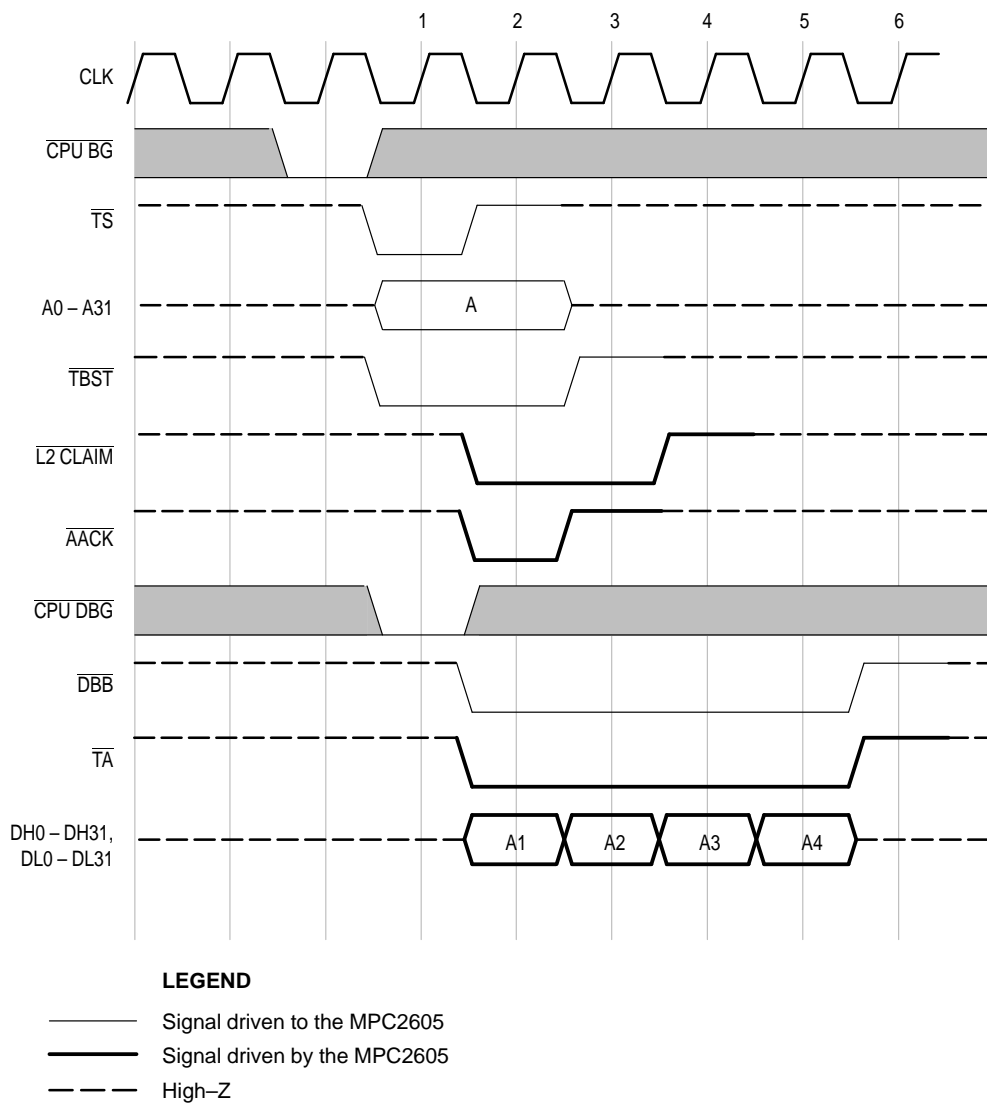 1 2 3 4 5 6
CLK
CPU BG
TS
A0 – A31
A
TBST
L2 CLAIM
AACK
CPU DBG
DBB
TA
DH0 – DH31,
DL0 – DL31
A1 A2 A3 A4
LEGEND
Signal driven to the MPC2605
Signal driven by the MPC2605
High–Z